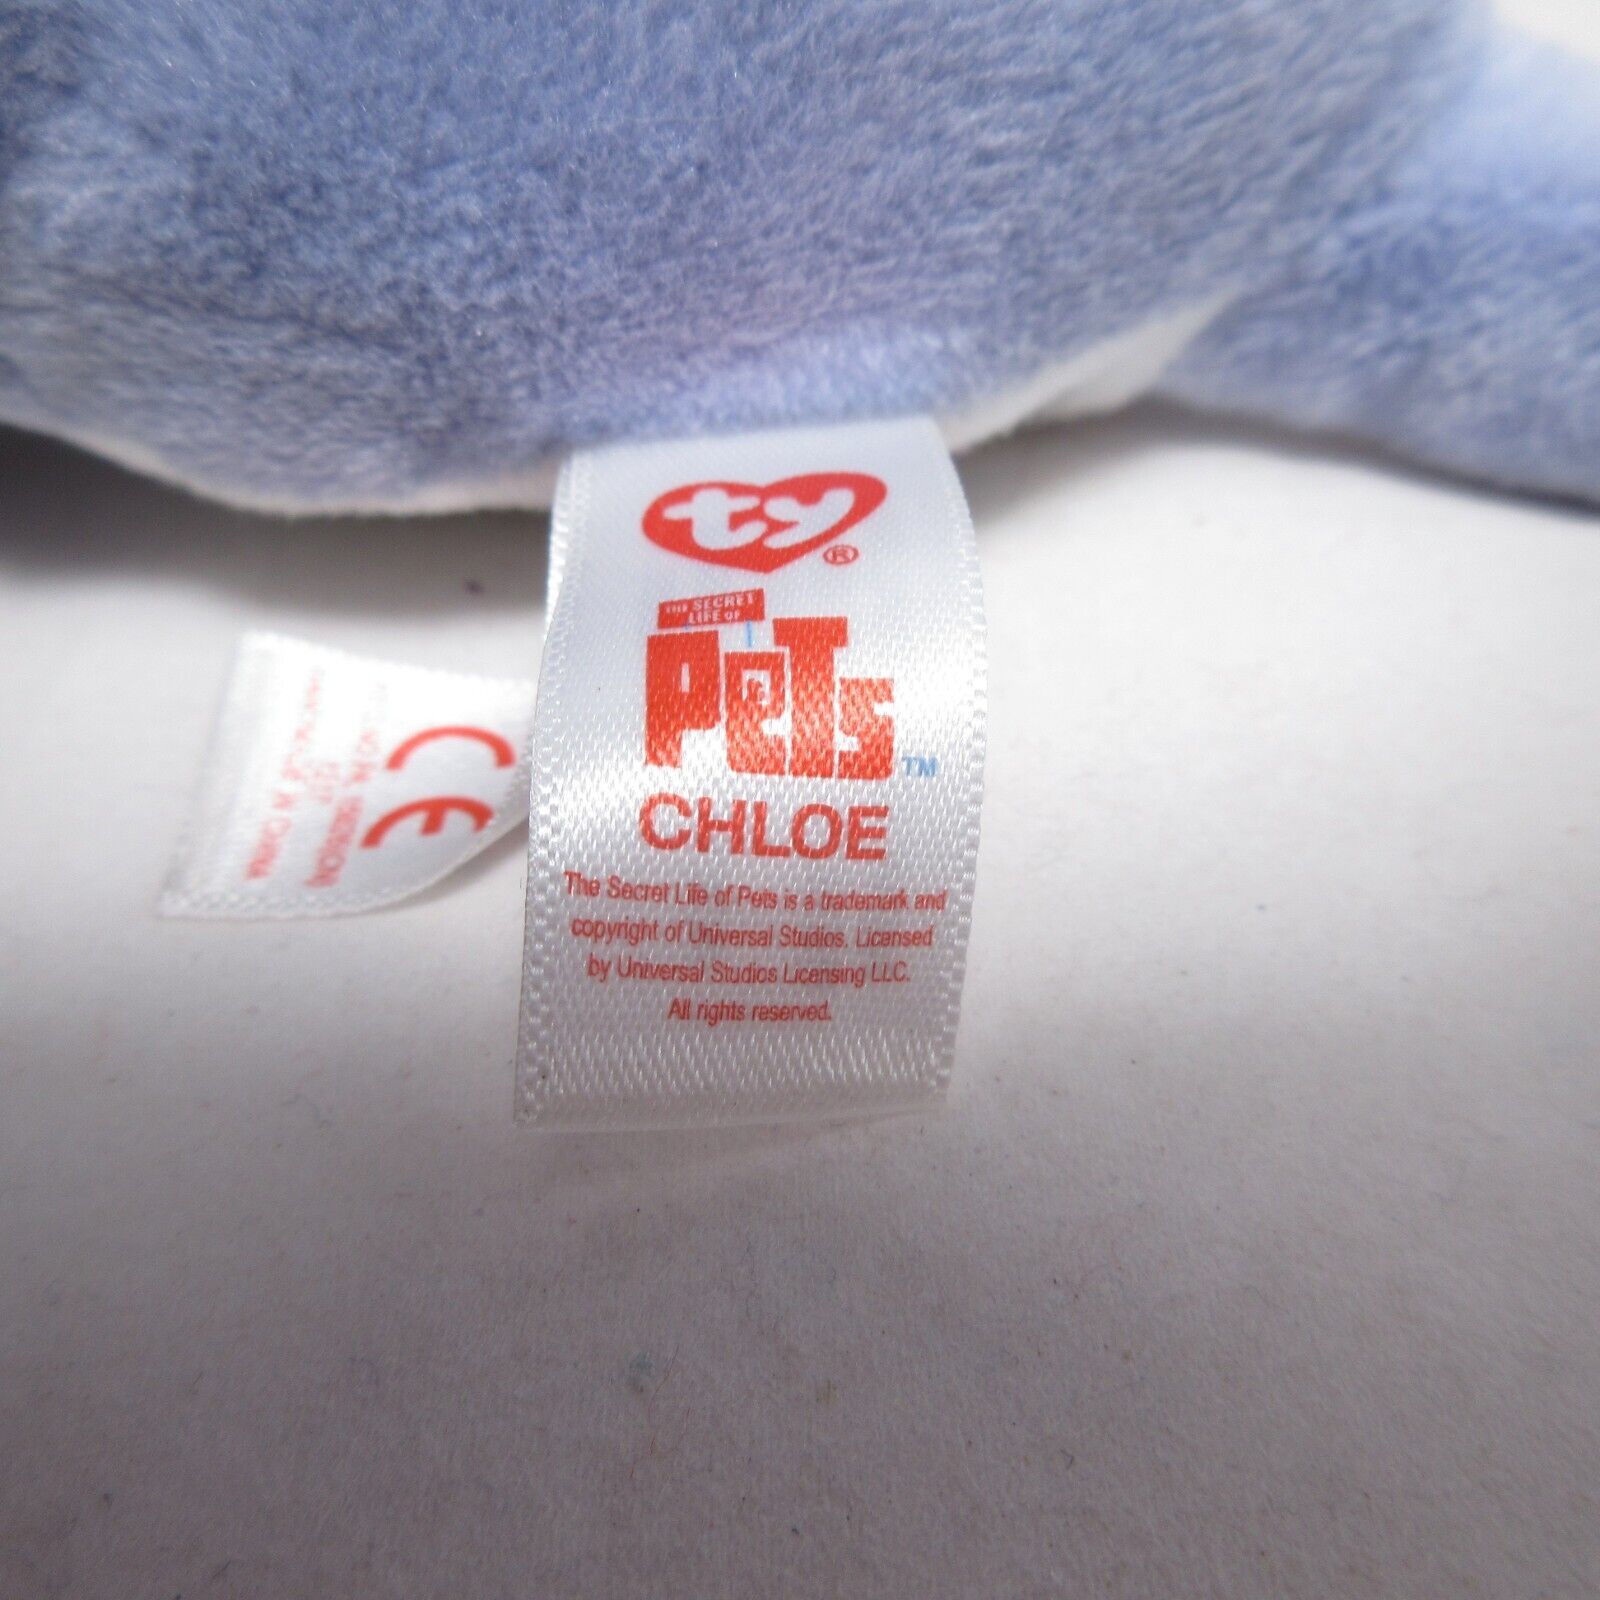 ty
®
THE SECRET
LIFE OF
PETS
™
CHLOE
The Secret Life of Pets is a trademark and
copyright of Universal Studios. Licensed
by Universal Studios Licensing LLC.
All rights reserved.
CE
CHINA